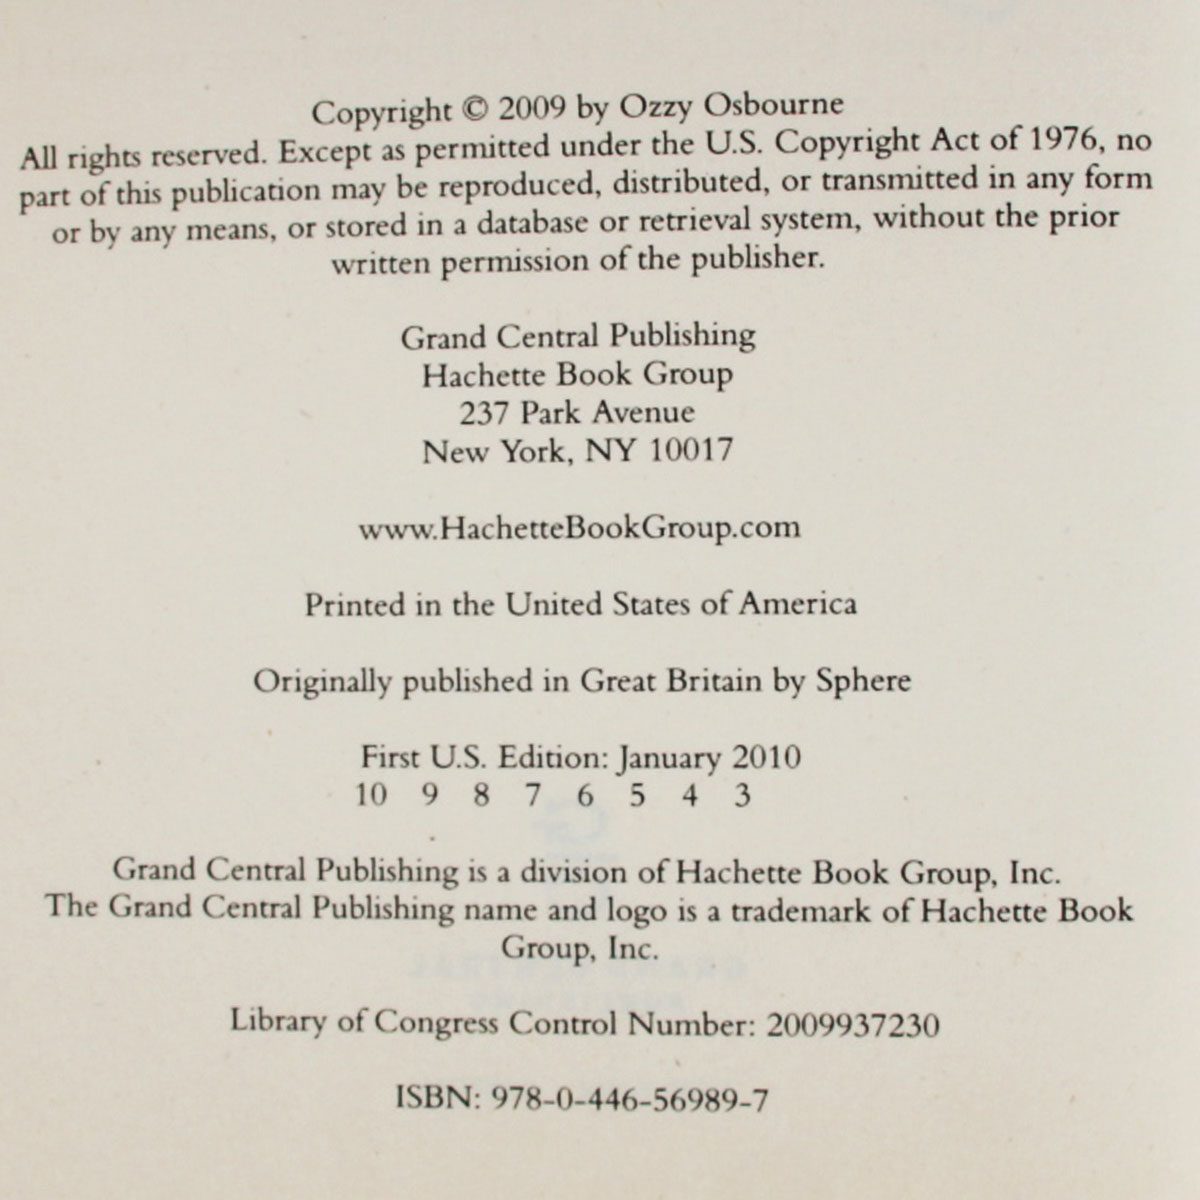 Copyright © 2009 by Ozzy Osbourne
All rights reserved. Except as permitted under the U.S. Copyright Act of 1976, no
part of this publication may be reproduced, distributed, or transmitted in any form
or by any means, or stored in a database or retrieval system, without the prior
written permission of the publisher.
Grand Central Publishing
Hachette Book Group
237 Park Avenue
New York, NY 10017
www.HachetteBookGroup.com
Printed in the United States of America
Originally published in Great Britain by Sphere
First U.S. Edition: January 2010
10 9 8 7 6 5 4 3
Grand Central Publishing is a division of Hachette Book Group, Inc.
The Grand Central Publishing name and logo is a trademark of Hachette Book
Group, Inc.
Library of Congress Control Number: 2009937230
ISBN: 978-0-446-56989-7